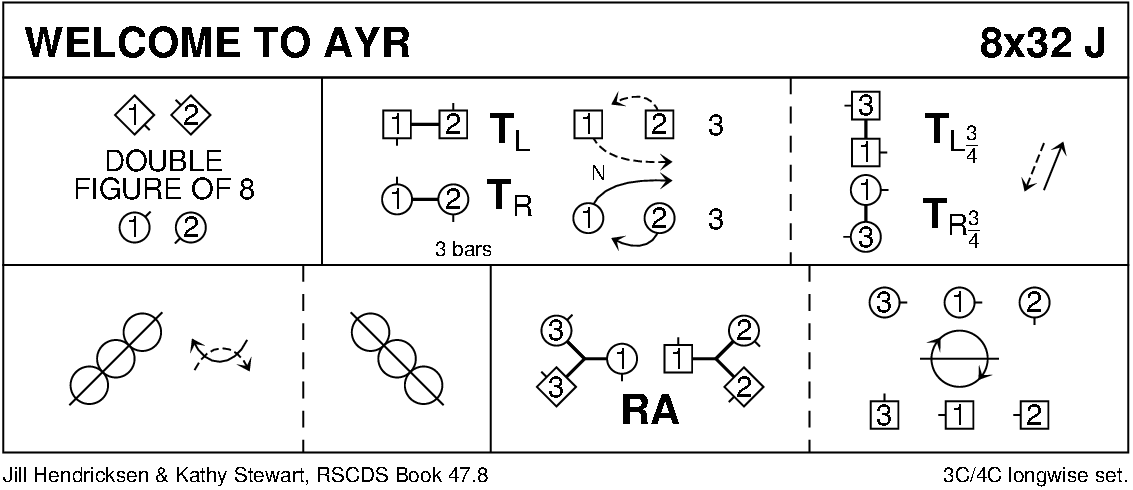 WELCOME TO AYR 8x32 J
1 2
DOUBLE
FIGURE OF 8
1 2
1 2 TL 1 2 3
N
1 2 TR 1 2 3
3 bars
3
1 TL 3/4
1
3 TR 3/4
3 1 3 2 1 2
RA
3 1 2
3 1 2
Jill Hendricksen & Kathy Stewart, RSCDS Book 47.8 3C/4C longwise set.